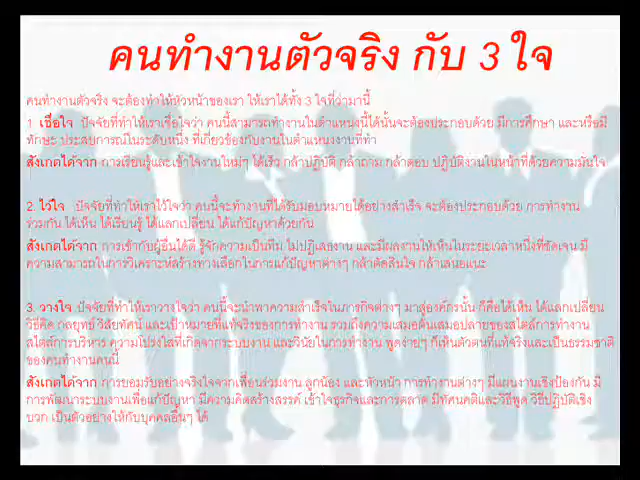 คนทำงานตัวจริง กับ 3 ใจ
คนทำงานตัวจริง จะต้องทำให้หัวหน้าของเรา ให้เราได้ทั้ง 3 ใจที่ว่ามานี้
1 เชื่อใจ ปัจจัยที่ทำให้เราเชื่อใจว่า คนนี้สามารถทำงานในตำแหน่งนี้ได้นั้นจะต้องประกอบด้วย มีการศึกษา และหรือมี
ทักษะ ประสบการณ์ในระดับหนึ่ง ที่เกี่ยวข้องกับงานในตำแหน่งงานที่ทำ
สังเกตได้จาก การเรียนรู้และเข้าใจงานใหม่ๆ ได้เร็ว กล้าปฏิบัติ กล้าถาม กล้าตอบ ปฏิบัติงานในหน้าที่ด้วยความมั่นใจ
2. ไว้ใจ ปัจจัยที่ทำให้เราไว้ใจว่า คนนี้จะทำงานที่ได้รับมอบหมายได้อย่างสำเร็จ จะต้องประกอบด้วย การทำงาน
ร่วมกัน ได้เห็น ได้เรียนรู้ ได้แลกเปลี่ยน ได้แก้ปัญหาด้วยกัน
สังเกตได้จาก การเข้ากับผู้อื่นได้ดี รู้จักความเป็นทีม ไม่ปฏิเสธงาน และมีผลงานให้เห็นในระยะเวลาหนึ่งที่ชัดเจน มี
ความสามารถในการวิเคราะห์สร้างทางเลือกในการแก้ปัญหาต่างๆ กล้าตัดสินใจ กล้าเสนอแนะ
3. วางใจ ปัจจัยที่ทำให้เราวางใจว่า คนนี้จะนำพาความสำเร็จในภารกิจต่างๆ มาสู่องค์กรนั้น ก็คือได้เห็น ได้แลกเปลี่ยน
วิธีคิด กลยุทธ์ วิสัยทัศน์ และเป้าหมายที่แท้จริงของการทำงาน รวมถึงความเสมอต้นเสมอปลายของสไตล์การทำงาน
สไตล์การบริหาร ความโปร่งใสที่เกิดจากระบบงาน และวินัยในการทำงาน พูดง่ายๆ ก็เห็นตัวตนที่แท้จริงและเป็นธรรมชาติ
ของคนทำงานคนนี้
สังเกตได้จาก การยอมรับอย่างจริงใจจากเพื่อนร่วมงาน ลูกน้อง และหัวหน้า การทำงานต่างๆ มีแผนงานเชิงป้องกัน มี
การพัฒนาระบบงานเพื่อแก้ปัญหา มีความคิดสร้างสรรค์ เข้าใจธุรกิจและการตลาด มีทัศนคติและวิธีพูด วิธีปฏิบัติเชิง
บวก เป็นตัวอย่างให้กับบุคคลอื่นๆ ได้